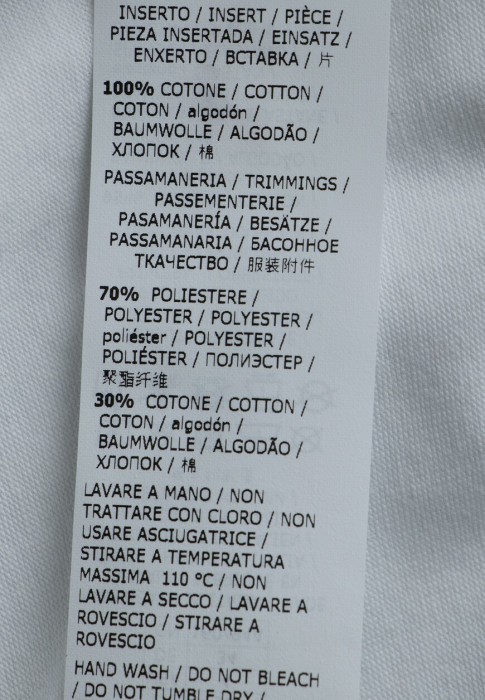 INSERTO / INSERT / PIÈCE /
PIEZA INSERTADA / EINSATZ /
ENXERTO / ВСТАВКА / 片
100% COTONE / COTTON /
COTON / algodón /
BAUMWOLLE / ALGODÃO /
ХЛОПОК / 棉
PASSAMANERIA / TRIMMINGS /
PASSEMENTERIE /
PASAMANERÍA / BESÄTZE /
PASSAMANARIA / БАСОННОЕ
ТКАЧЕСТВО / 服装附件
70% POLIESTERE /
POLYESTER / POLYESTER /
poliéster / POLYESTER /
POLIÉSTER / ПОЛИЭСТЕР /
聚酯纤维
30% COTONE / COTTON /
COTON / algodón /
BAUMWOLLE / ALGODÃO /
ХЛОПОК / 棉
LAVARE A MANO / NON
TRATTARE CON CLORO / NON
USARE ASCIUGATRICE /
STIRARE A TEMPERATURA
MASSIMA 110 °C / NON
LAVARE A SECCO / LAVARE A
ROVESCIO / STIRARE A
ROVESCIO
HAND WASH / DO NOT BLEACH
/ DO NOT TUMBLE DRY /